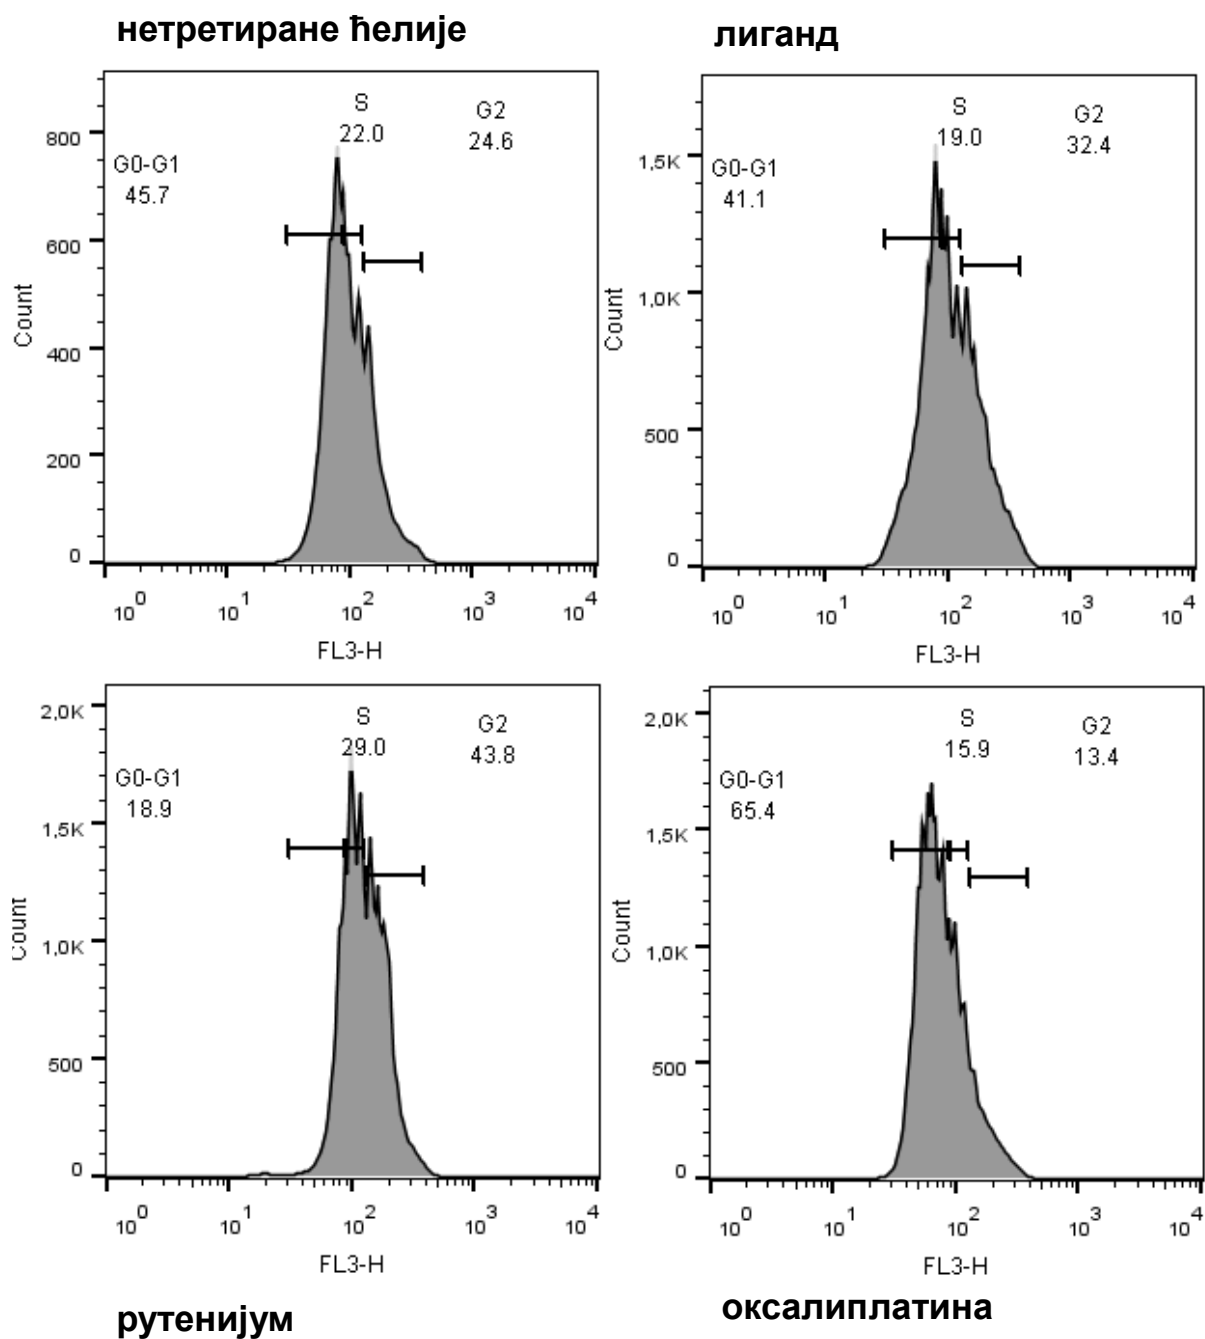 нетретиране ћелије
лиганд
S
22.0
G2
24.6
G0-G1
45.7
800
600
400
200
0
Count
10^0 10^1 10^2 10^3 10^4
FL3-H
S
19.0
G2
32.4
G0-G1
41.1
1,5K
1,0K
500
0
Count
10^0 10^1 10^2 10^3 10^4
FL3-H
S
29.0
G2
43.8
G0-G1
18.9
2,0K
1,5K
1,0K
500
0
Count
10^0 10^1 10^2 10^3 10^4
FL3-H
рутенијум
S
15.9
G2
13.4
G0-G1
65.4
2,0K
1,5K
1,0K
500
0
Count
10^0 10^1 10^2 10^3 10^4
FL3-H
оксалиплатина